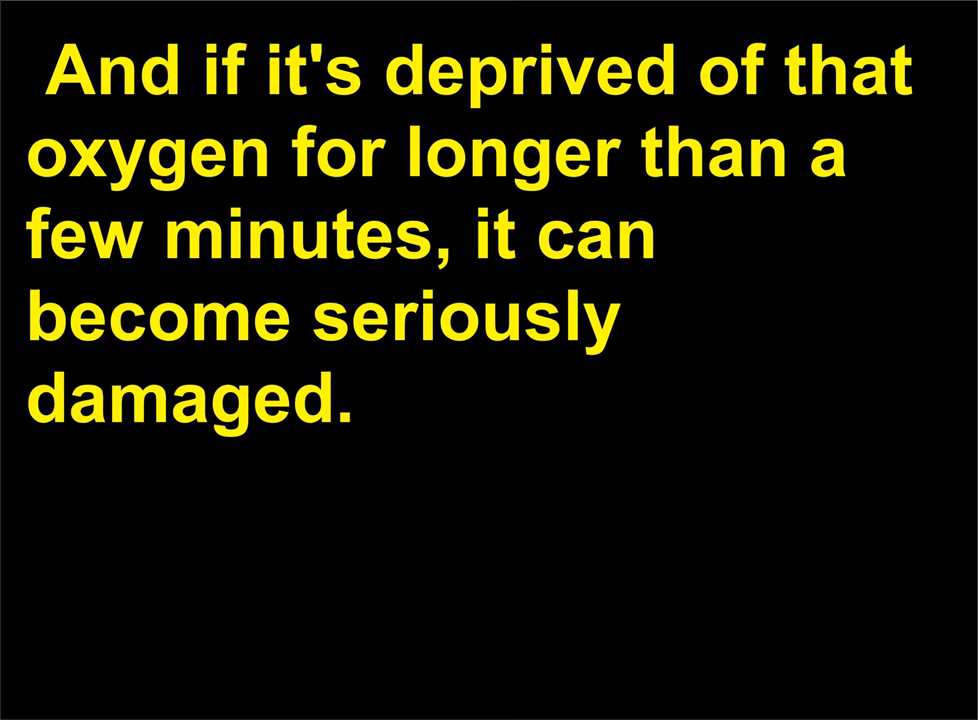 And if it's deprived of that
oxygen for longer than a
few minutes, it can
become seriously
damaged.